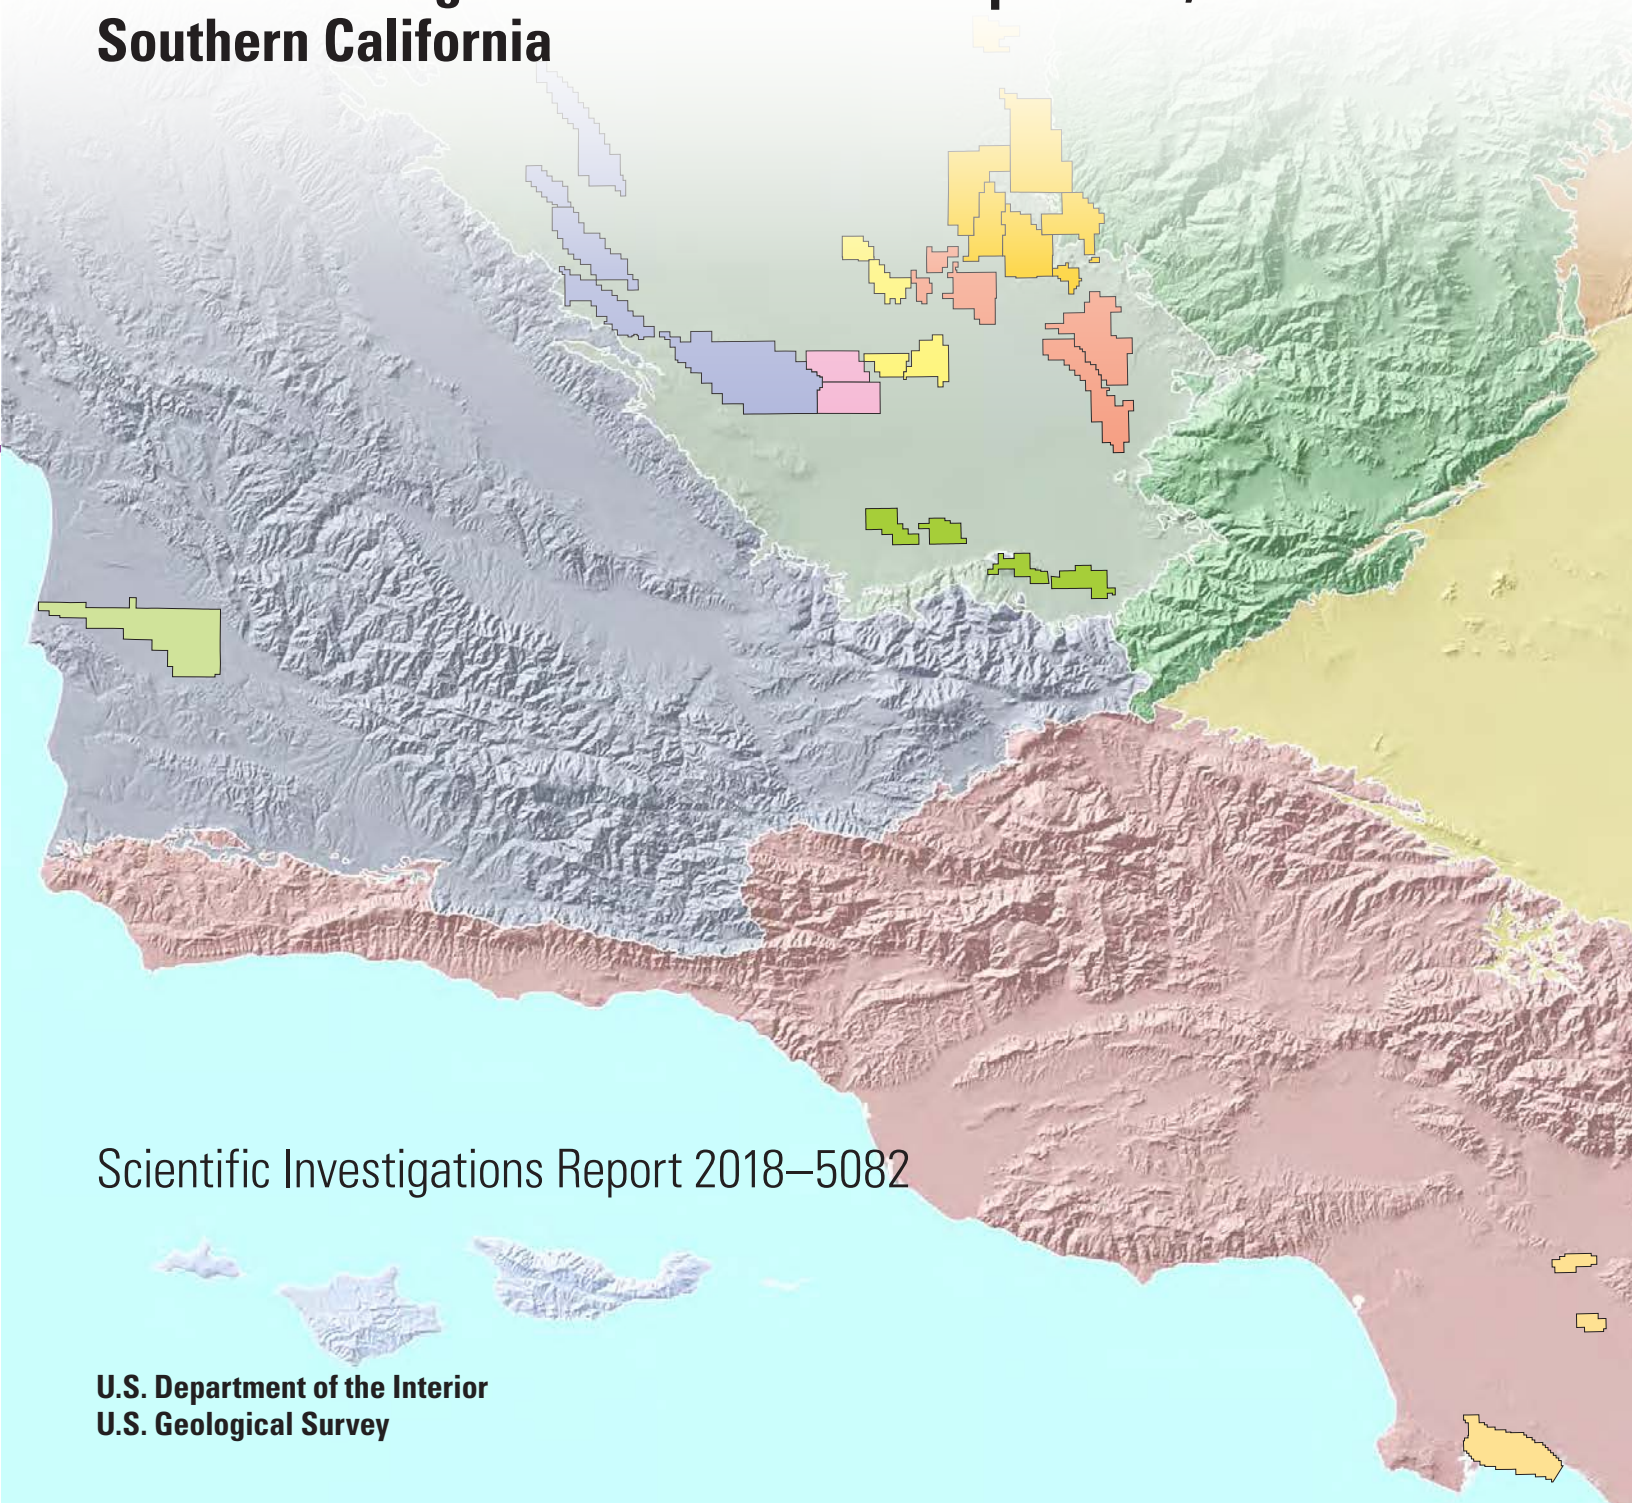 Southern California
Scientific Investigations Report 2018–5082
U.S. Department of the Interior
U.S. Geological Survey